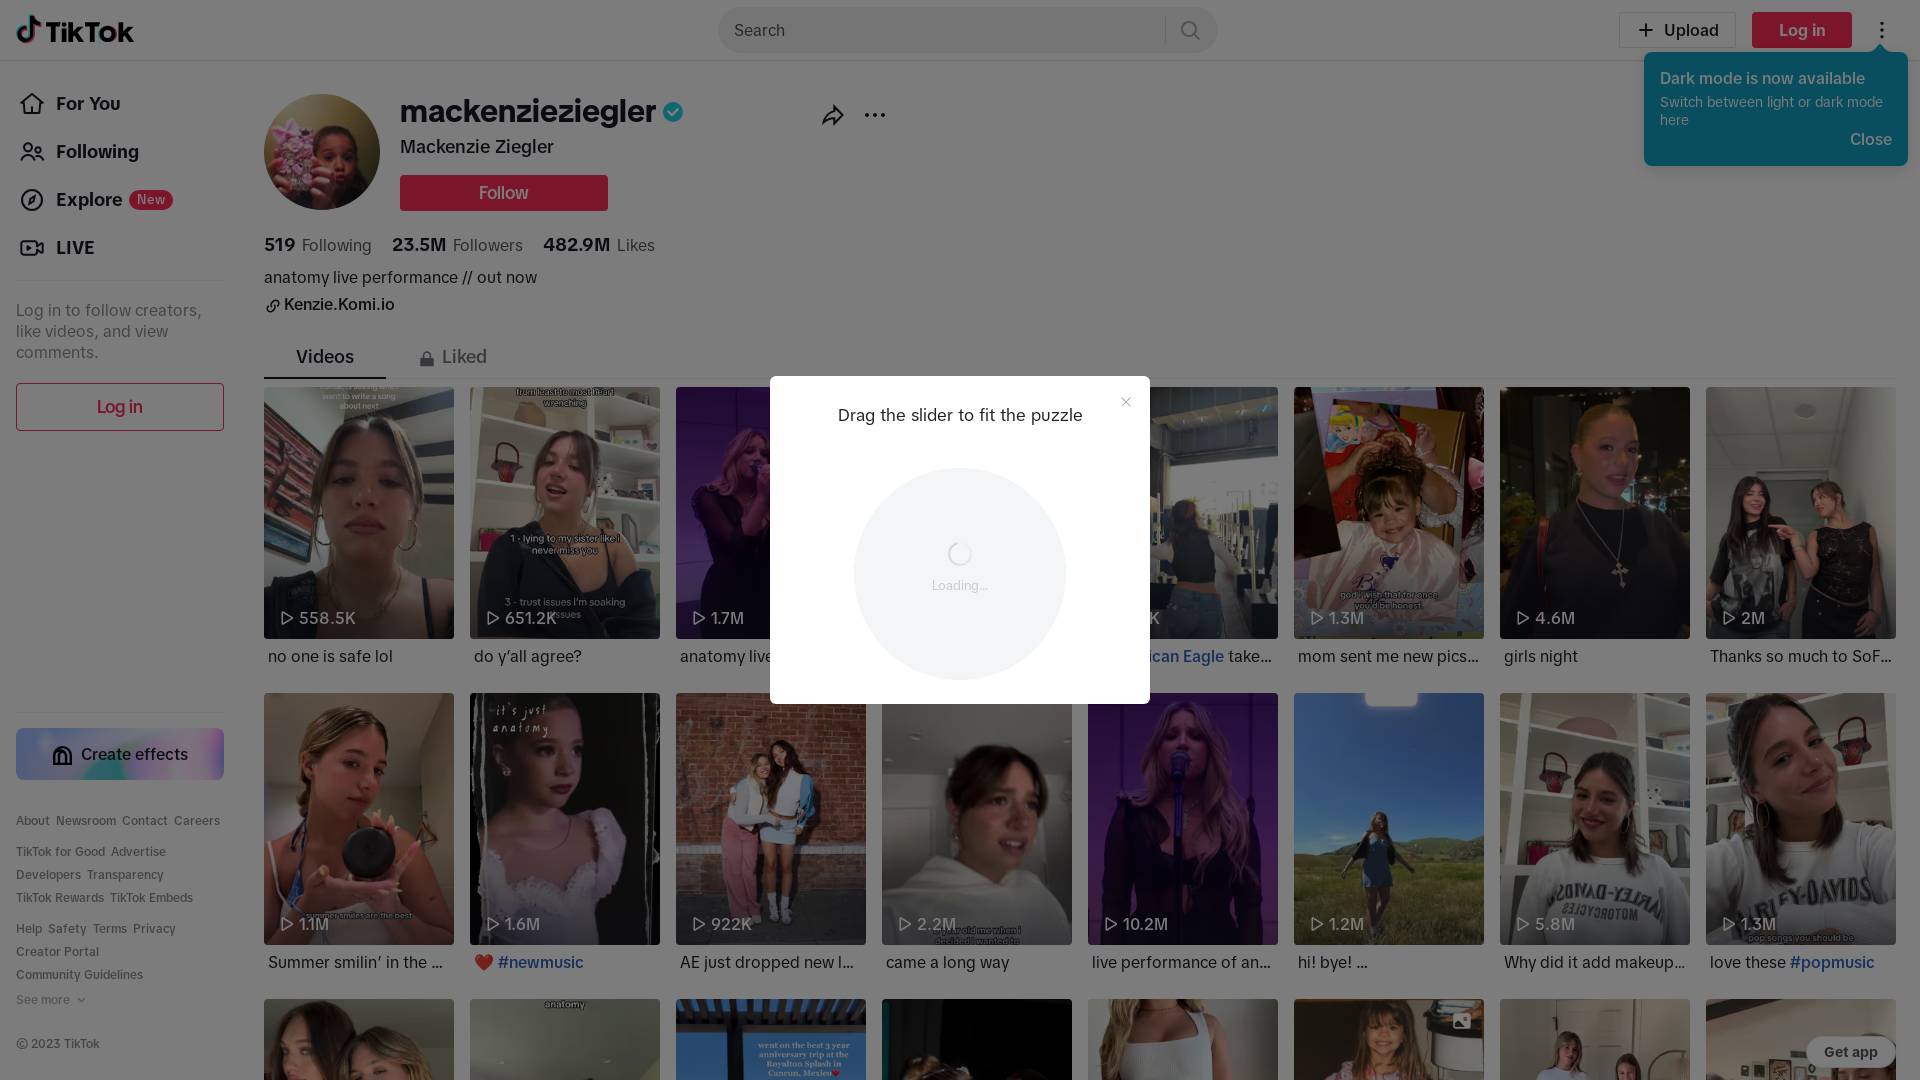 TikTok
Search
Upload
Log in
Dark mode is now available
Switch between light or dark mode
here
Close
For You
Following
Explore New
LIVE
Log in to follow creators,
like videos, and view
comments.
Log in
mackenzieziegler
Mackenzie Ziegler
Follow
519 Following 23.5M Followers 482.9M Likes
anatomy live performance // out now
Kenzie.Komi.io
Videos
Liked
Drag the slider to fit the puzzle
Loading...
want to write a song
about next
558.5K
no one is safe lol
from least to most heart
wrenching
1 - lying to my sister like i
never miss you
3 - trust issues i'm soaking
tissues
651.2K
do y'all agree?
1.7M
anatomy live
K
ican Eagle take...
god i wish that for once,
you'd be honest.
1.3M
mom sent me new pics...
4.6M
girls night
2M
Thanks so much to SoF...
summer smiles are the best
1.1M
Summer smilin' in the ...
it's just
anatomy
1.6M
❤️ #newmusic
922K
AE just dropped new l...
2.2M
year old me when i
decided i wanted to
came a long way
10.2M
live performance of an...
1.2M
hi! bye! ...
HARLEY-DAVIDSON
MOTORCYCLES
5.8M
Why did it add makeup...
1.3M
pop songs you should be
love these #popmusic
anatomy
went on the best 3 year
anniversary trip at the
Royalton Splash in
Cancun, Mexico❤️
Create effects
About Newsroom Contact Careers
TikTok for Good Advertise
Developers Transparency
TikTok Rewards TikTok Embeds
Help Safety Terms Privacy
Creator Portal
Community Guidelines
See more
© 2023 TikTok
Get app